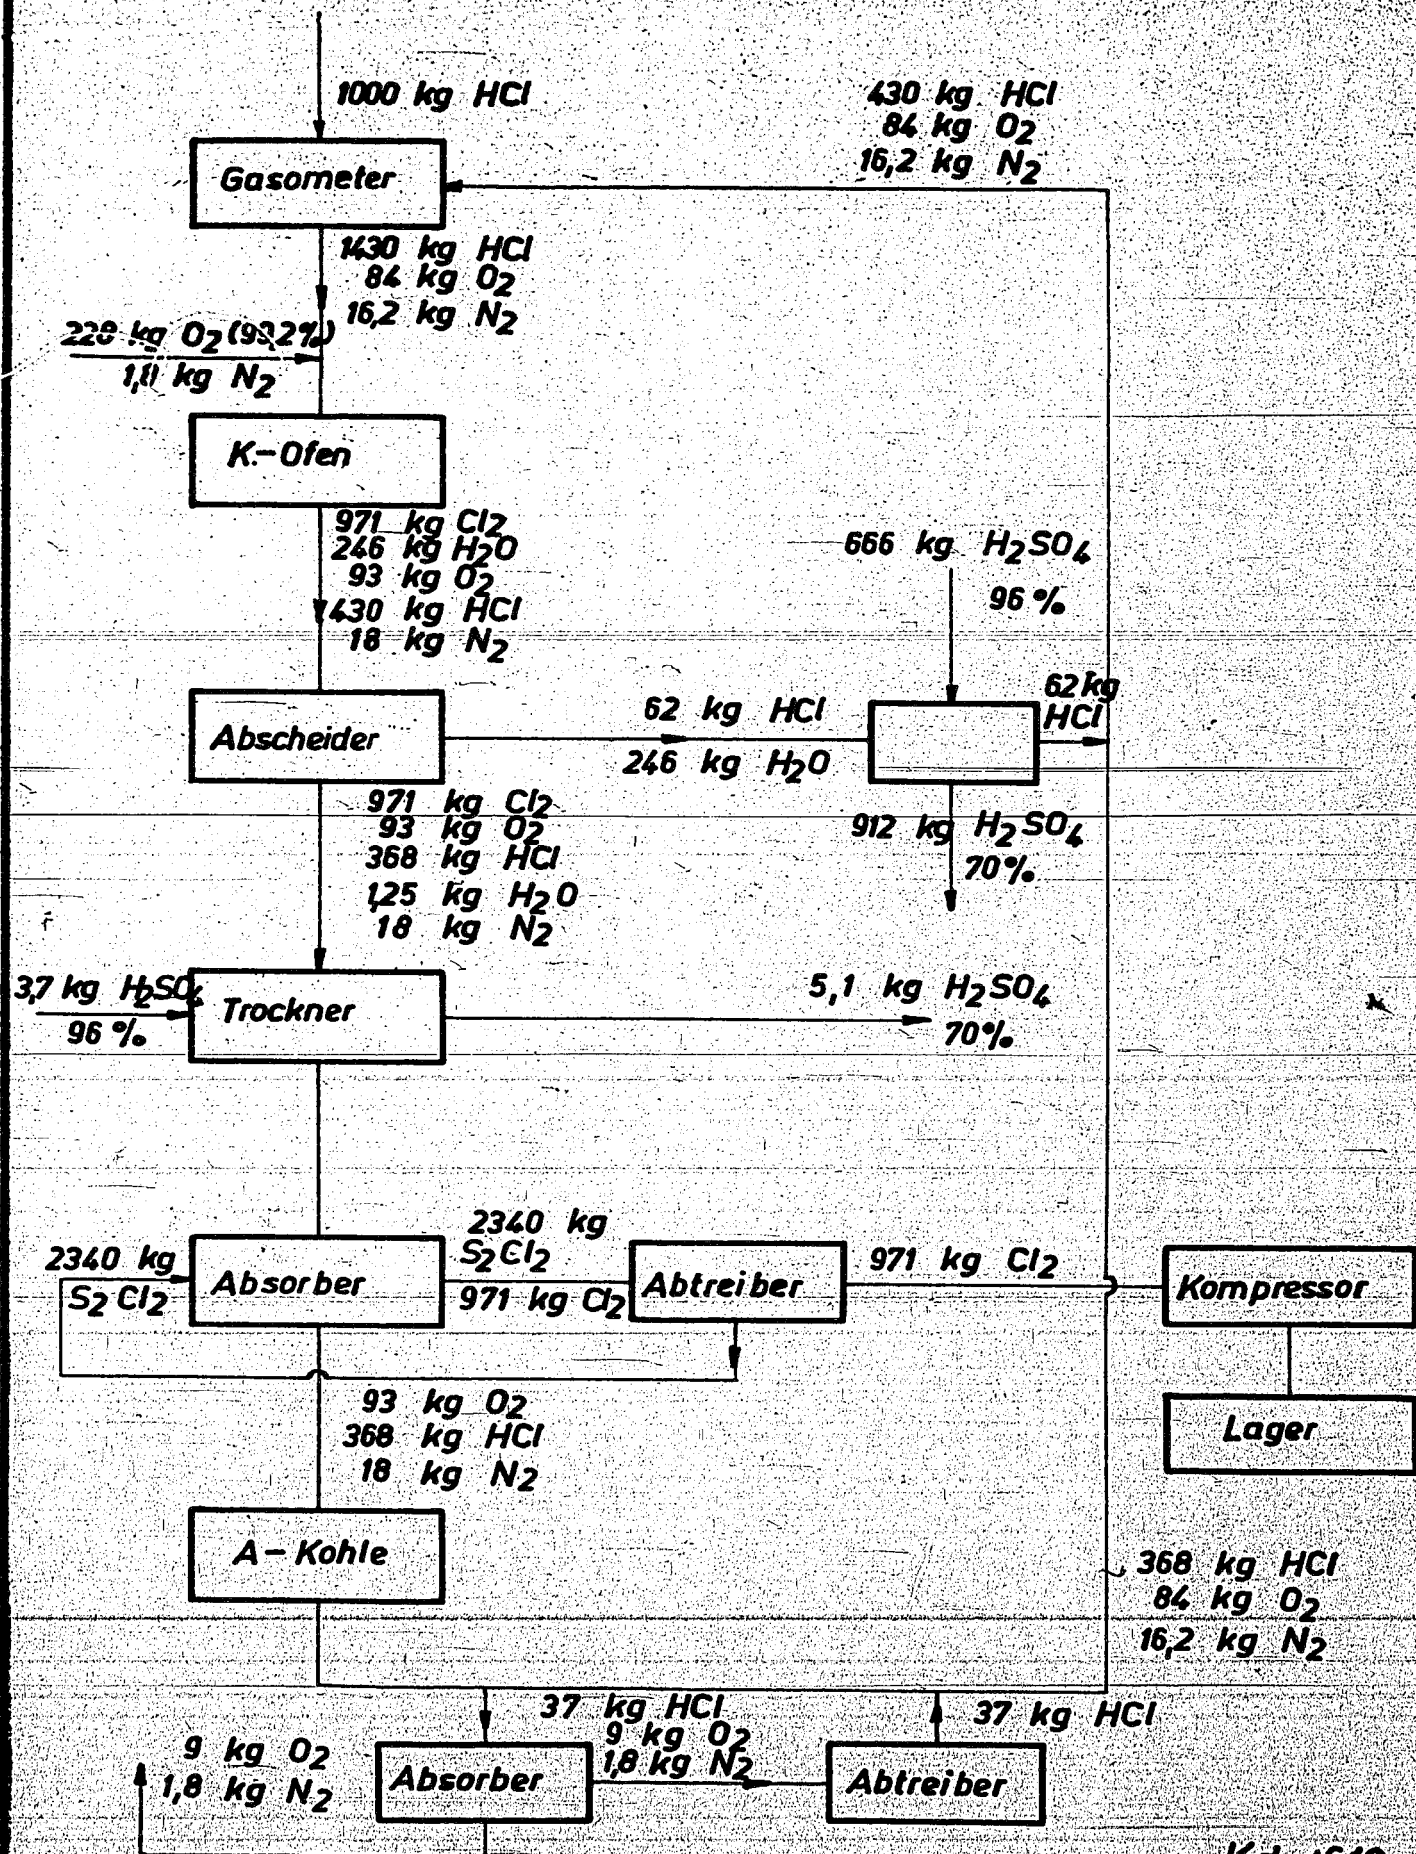 1000 kg HCl
430 kg HCl
84 kg O2
16,2 kg N2
Gasometer
1430 kg HCl
84 kg O2
16,2 kg N2
228 kg O2 (99,2%)
1,8 kg N2
K.-Ofen
971 kg Cl2
246 kg H2O
93 kg O2
430 kg HCl
18 kg N2
666 kg H2SO4
96 %
Abscheider
62 kg HCl
246 kg H2O
62 kg
HCl
912 kg H2SO4
70%
971 kg Cl2
93 kg O2
368 kg HCl
1,25 kg H2O
18 kg N2
3,7 kg H2SO4
96 %
Trockner
5,1 kg H2SO4
70%
2340 kg
S2Cl2
Absorber
2340 kg
S2Cl2
971 kg Cl2
Abtreiber
971 kg Cl2
Kompressor
Lager
93 kg O2
368 kg HCl
18 kg N2
A-Kohle
368 kg HCl
84 kg O2
16,2 kg N2
37 kg HCl
9 kg O2
1,8 kg N2
37 kg HCl
9 kg O2
1,8 kg N2
Absorber
Abtreiber